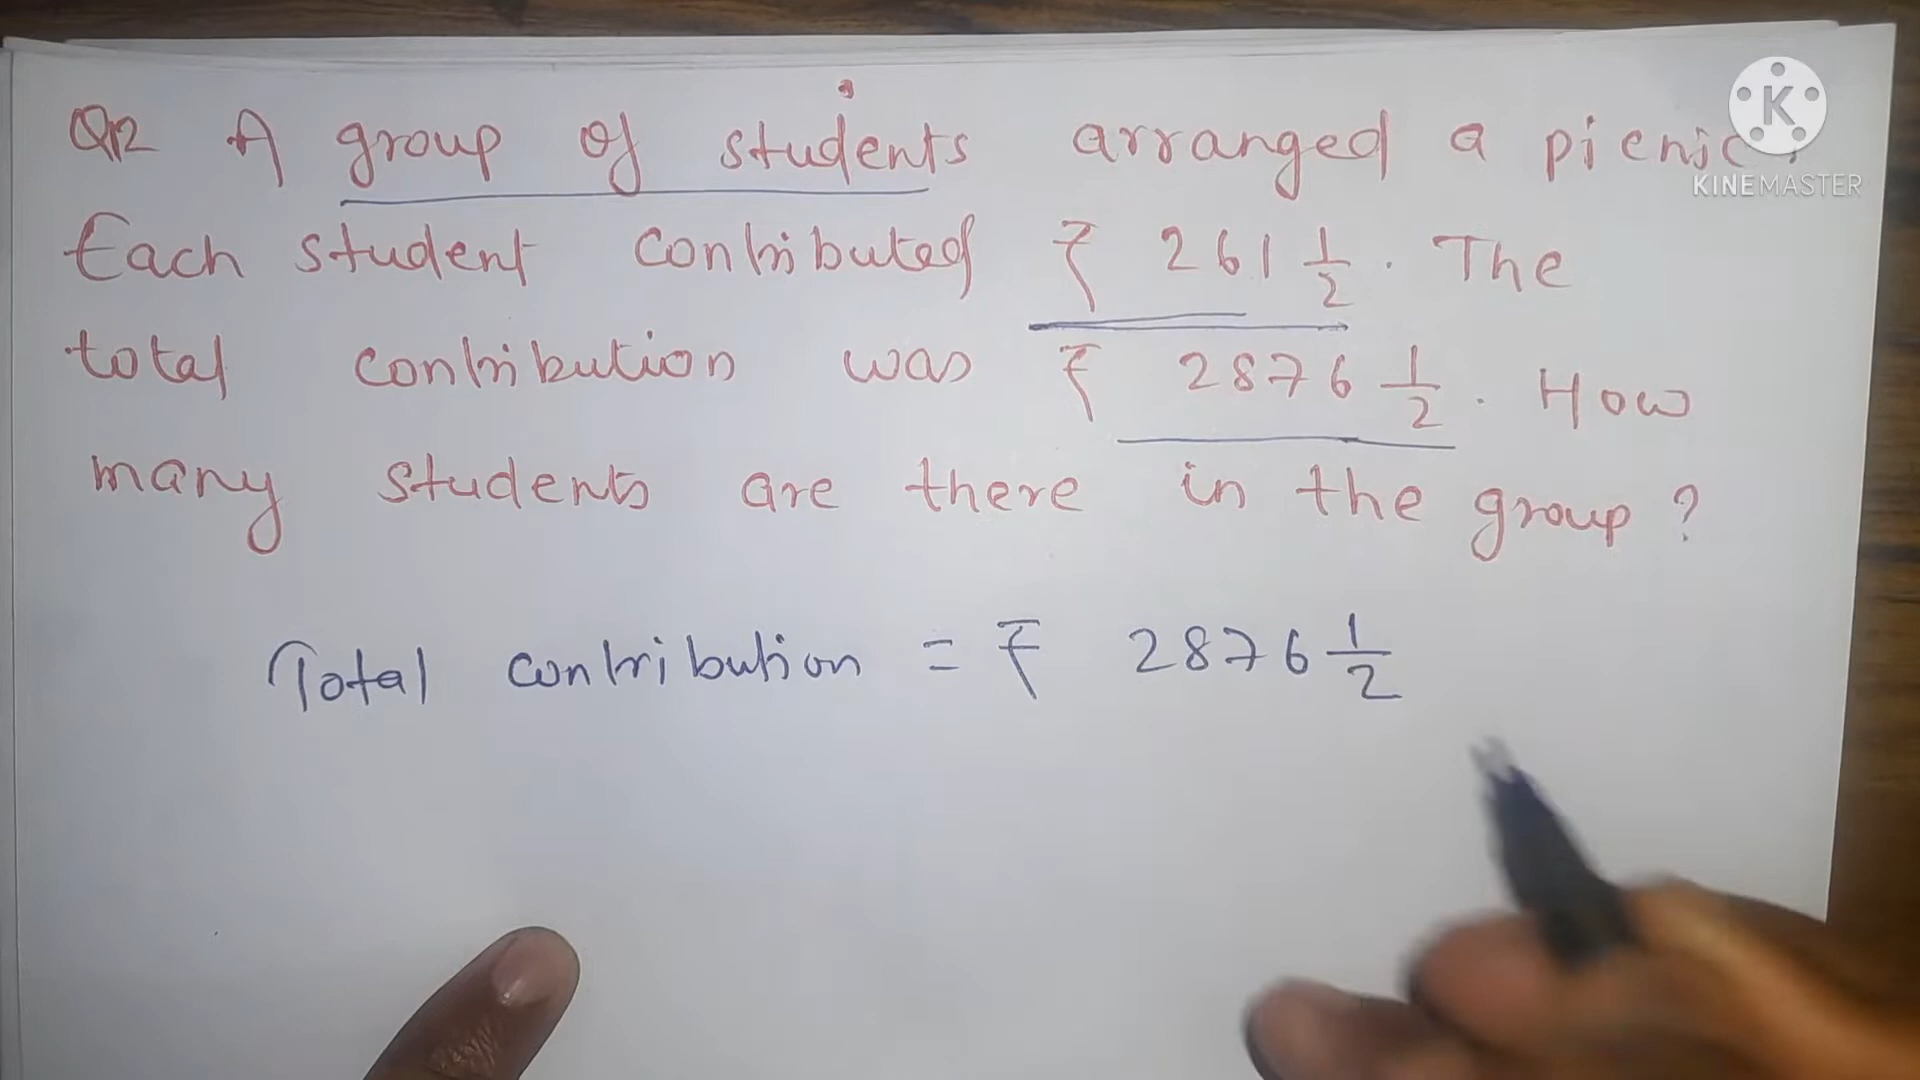 Q12 A group of students arranged a picnic.
K
KINEMASTER
Each student contributed ₹ 261 1/2. The
total contribution was ₹ 2876 1/2. How
many students are there in the group?
Total contribution = ₹ 2876 1/2